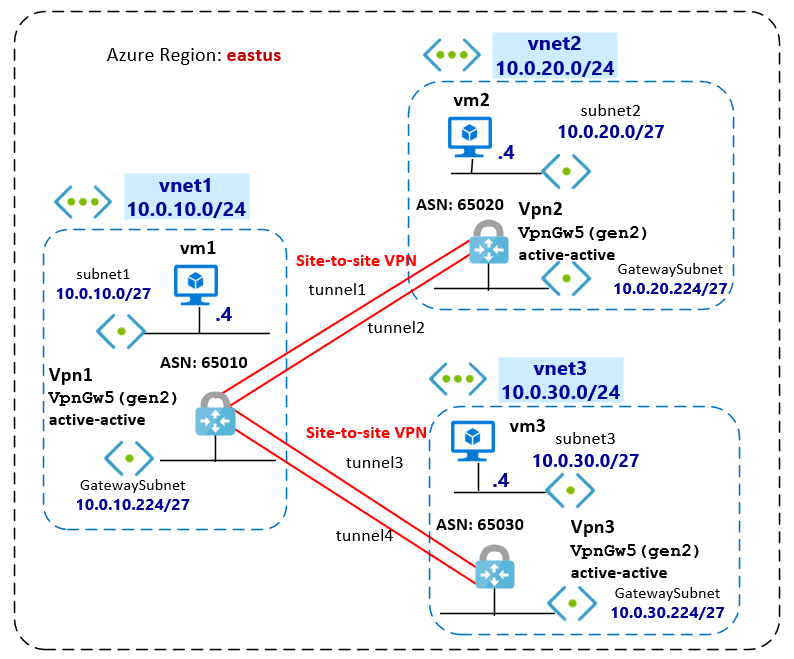 Azure Region: eastus
vnet1
10.0.10.0/24
vm1
subnet1
10.0.10.0/27
.4
ASN: 65010
Vpn1
VpnGw5(gen2)
active-active
GatewaySubnet
10.0.10.224/27
Site-to-site VPN
tunnel1
tunnel2
Site-to-site VPN
tunnel3
tunnel4
vnet2
10.0.20.0/24
vm2
subnet2
10.0.20.0/27
.4
ASN: 65020
Vpn2
VpnGw5(gen2)
active-active
GatewaySubnet
10.0.20.224/27
vnet3
10.0.30.0/24
vm3
subnet3
10.0.30.0/27
.4
ASN: 65030
Vpn3
VpnGw5(gen2)
active-active
GatewaySubnet
10.0.30.224/27